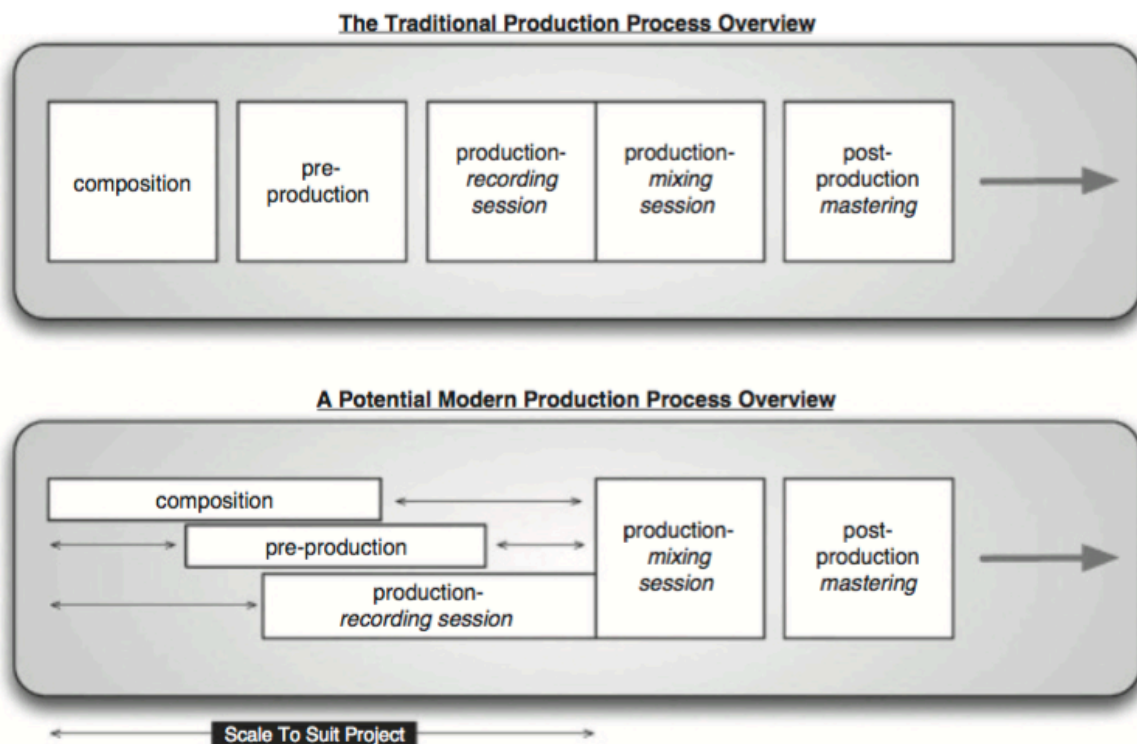 The Traditional Production Process Overview
composition
pre-
production
production-
recording
session
production-
mixing
session
post-
production
mastering
A Potential Modern Production Process Overview
composition
pre-production
production-
recording session
production-
mixing
session
post-
production
mastering
Scale To Suit Project